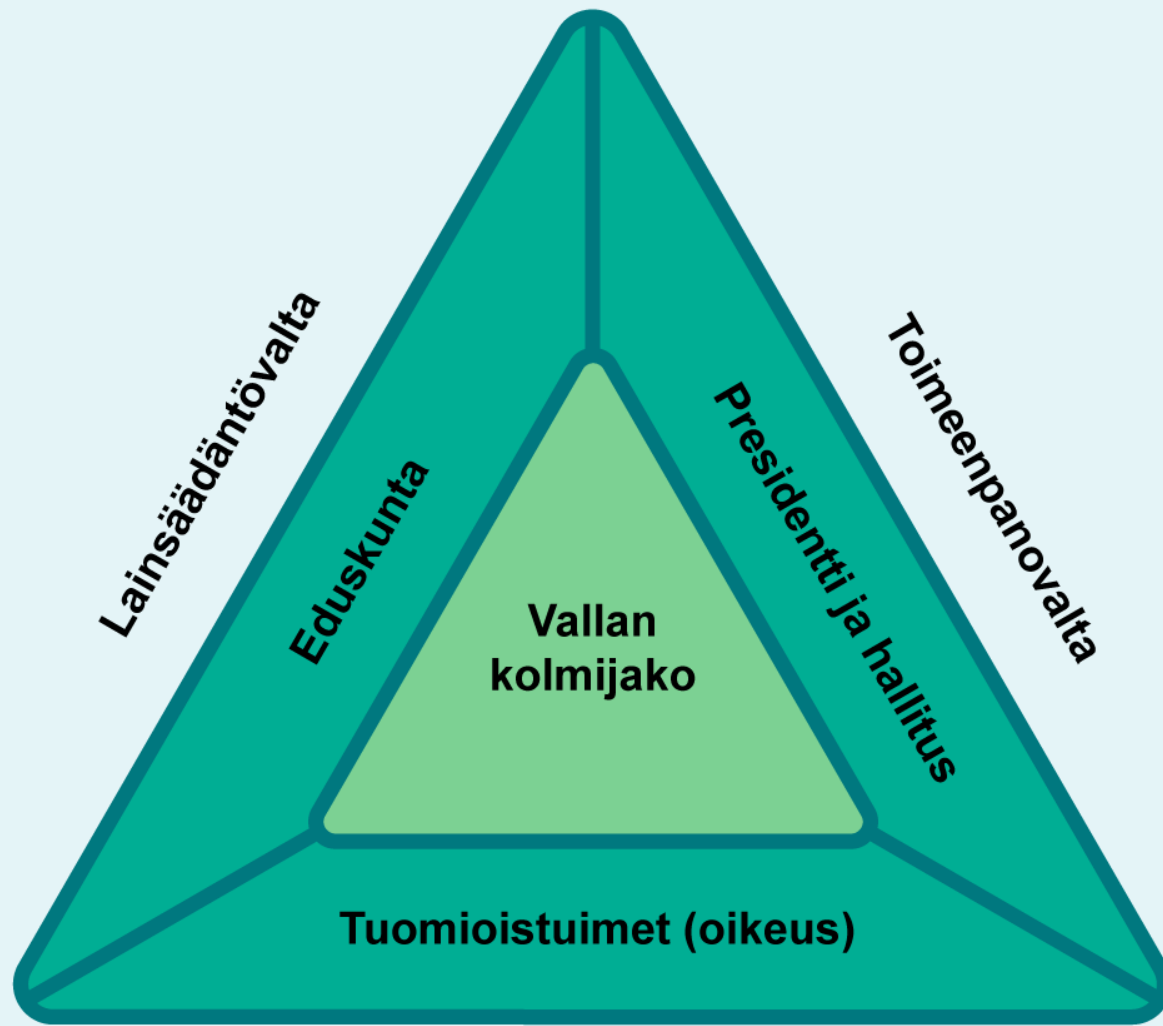 Lainsäädäntövalta
Eduskunta
Vallan
kolmijako
Presidentti ja hallitus
Toimeenpanovalta
Tuomioistuimet (oikeus)